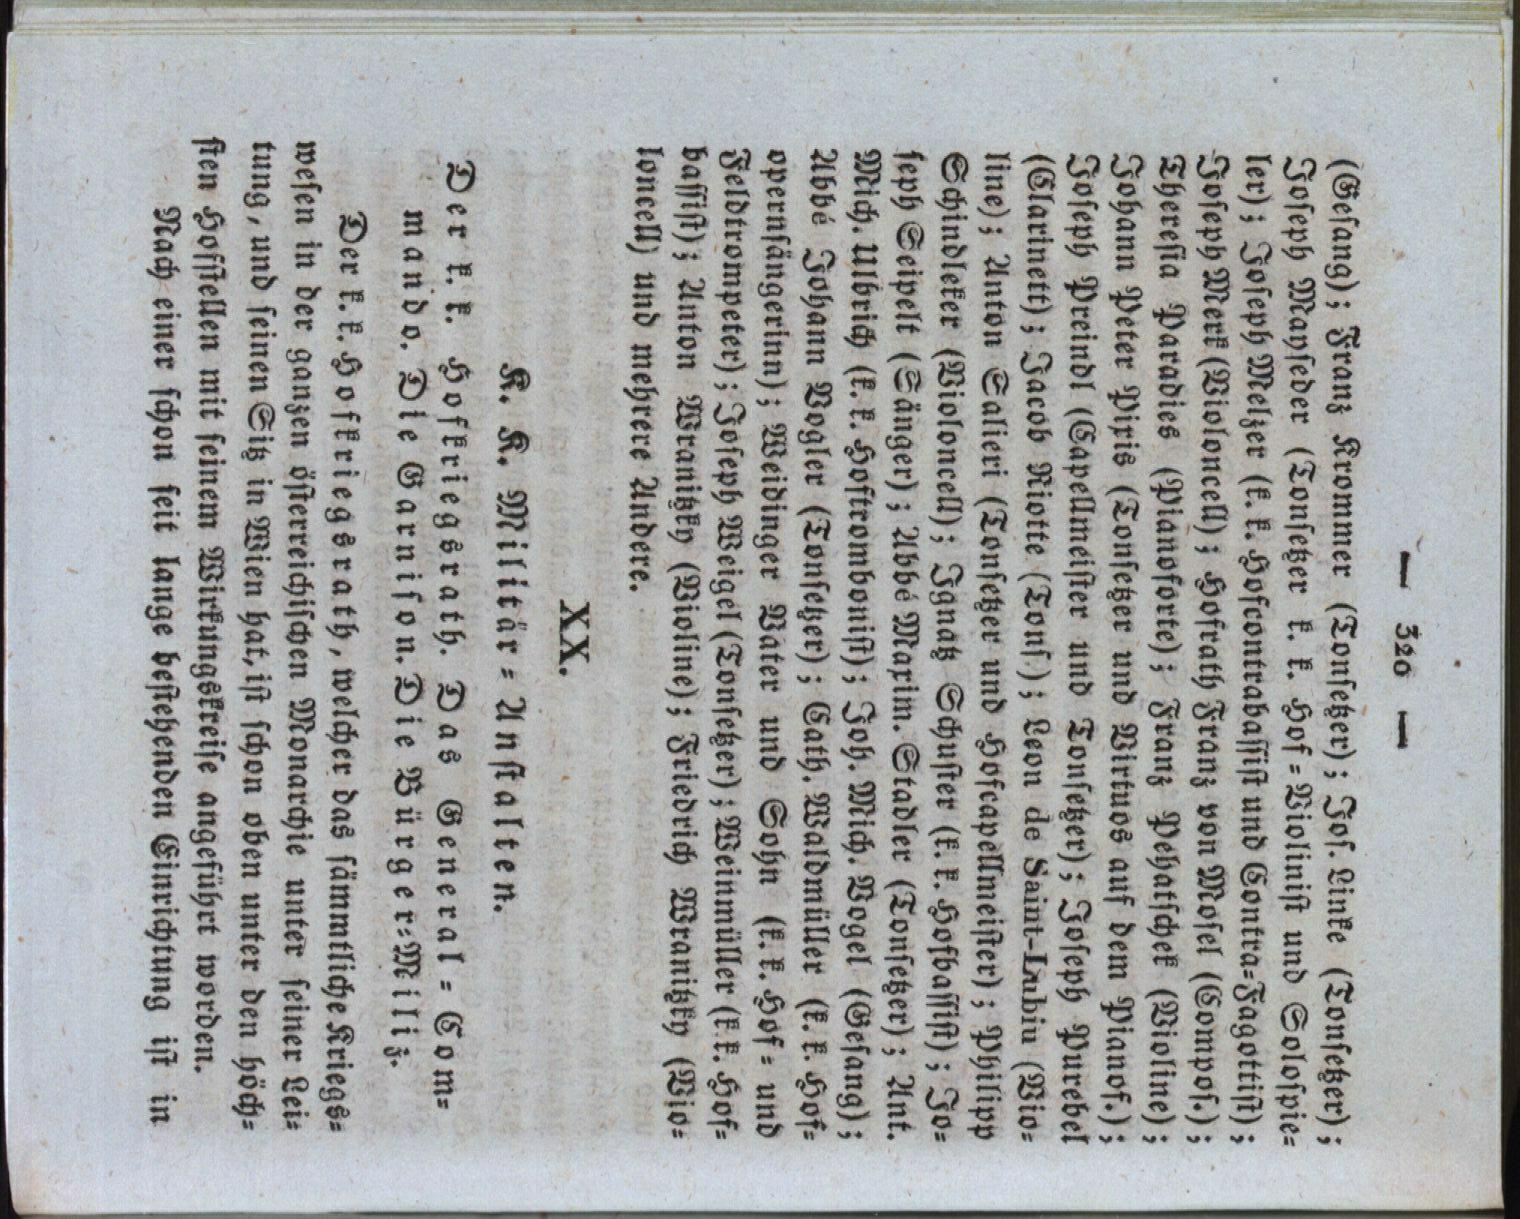 — 320 —
(Gesang); Franz Krommer (Tonsetzer); Jos. Linke (Tonsetzer);
Joseph Mayseder (Tonsetzer k. k. Hof=Violinist und Solospie=
ler); Joseph Melzer (k. k. Hofcontrabassist und Contra=Fagottist);
Joseph Merk (Violoncell); Hofrath Franz von Mosel (Compos.);
Theresia Paradies (Pianoforte); Franz Pehatschek (Violine);
Johann Peter Pixis (Tonsetzer und Virtuos auf dem Pianof.);
Joseph Preindl (Capellmeister und Tonsetzer); Joseph Purebel
(Clarinett); Jacob Riotte (Tons.); Leon de Saint-Lubin (Vio=
line); Anton Salieri (Tonsetzer und Hofcapellmeister); Philipp
Schindleker (Violoncell); Ignatz Schuster (k. k. Hofbassist); Jo=
seph Seipelt (Sänger); Abbé Maxim. Stadler (Tonsetzer); Ant.
Mich. Ulbrich (k. k. Hoftrombonist); Joh. Mich. Vogel (Gesang);
Abbé Johann Vogler (Tonsetzer); Cath. Waldmüller (k. k. Hof=
opernsängerinn); Weidinger Vater und Sohn (k. k. Hof= und
Feldtrompeter); Joseph Weigel (Tonsetzer); Weinmüller (k k. Hof=
bassist); Anton Wranitzky (Violine); Friedrich Wranitzky (Vio=
loncell) und mehrere Andere.
XX.
K. K. Militär=Anstalten.
Der k. k. Hofkriegsrath. Das General=Com=
mando. Die Garnison. Die Bürger=Miliz.
Der k. k. Hofkriegsrath, welcher das sämmtliche Kriegs=
wesen in der ganzen österreichischen Monarchie unter seiner Lei=
tung, und seinen Sitz in Wien hat, ist schon oben unter den höch=
sten Hofstellen mit seinem Wirkungskreise angeführt worden.
Nach einer schon seit lange bestehenden Einrichtung ist in